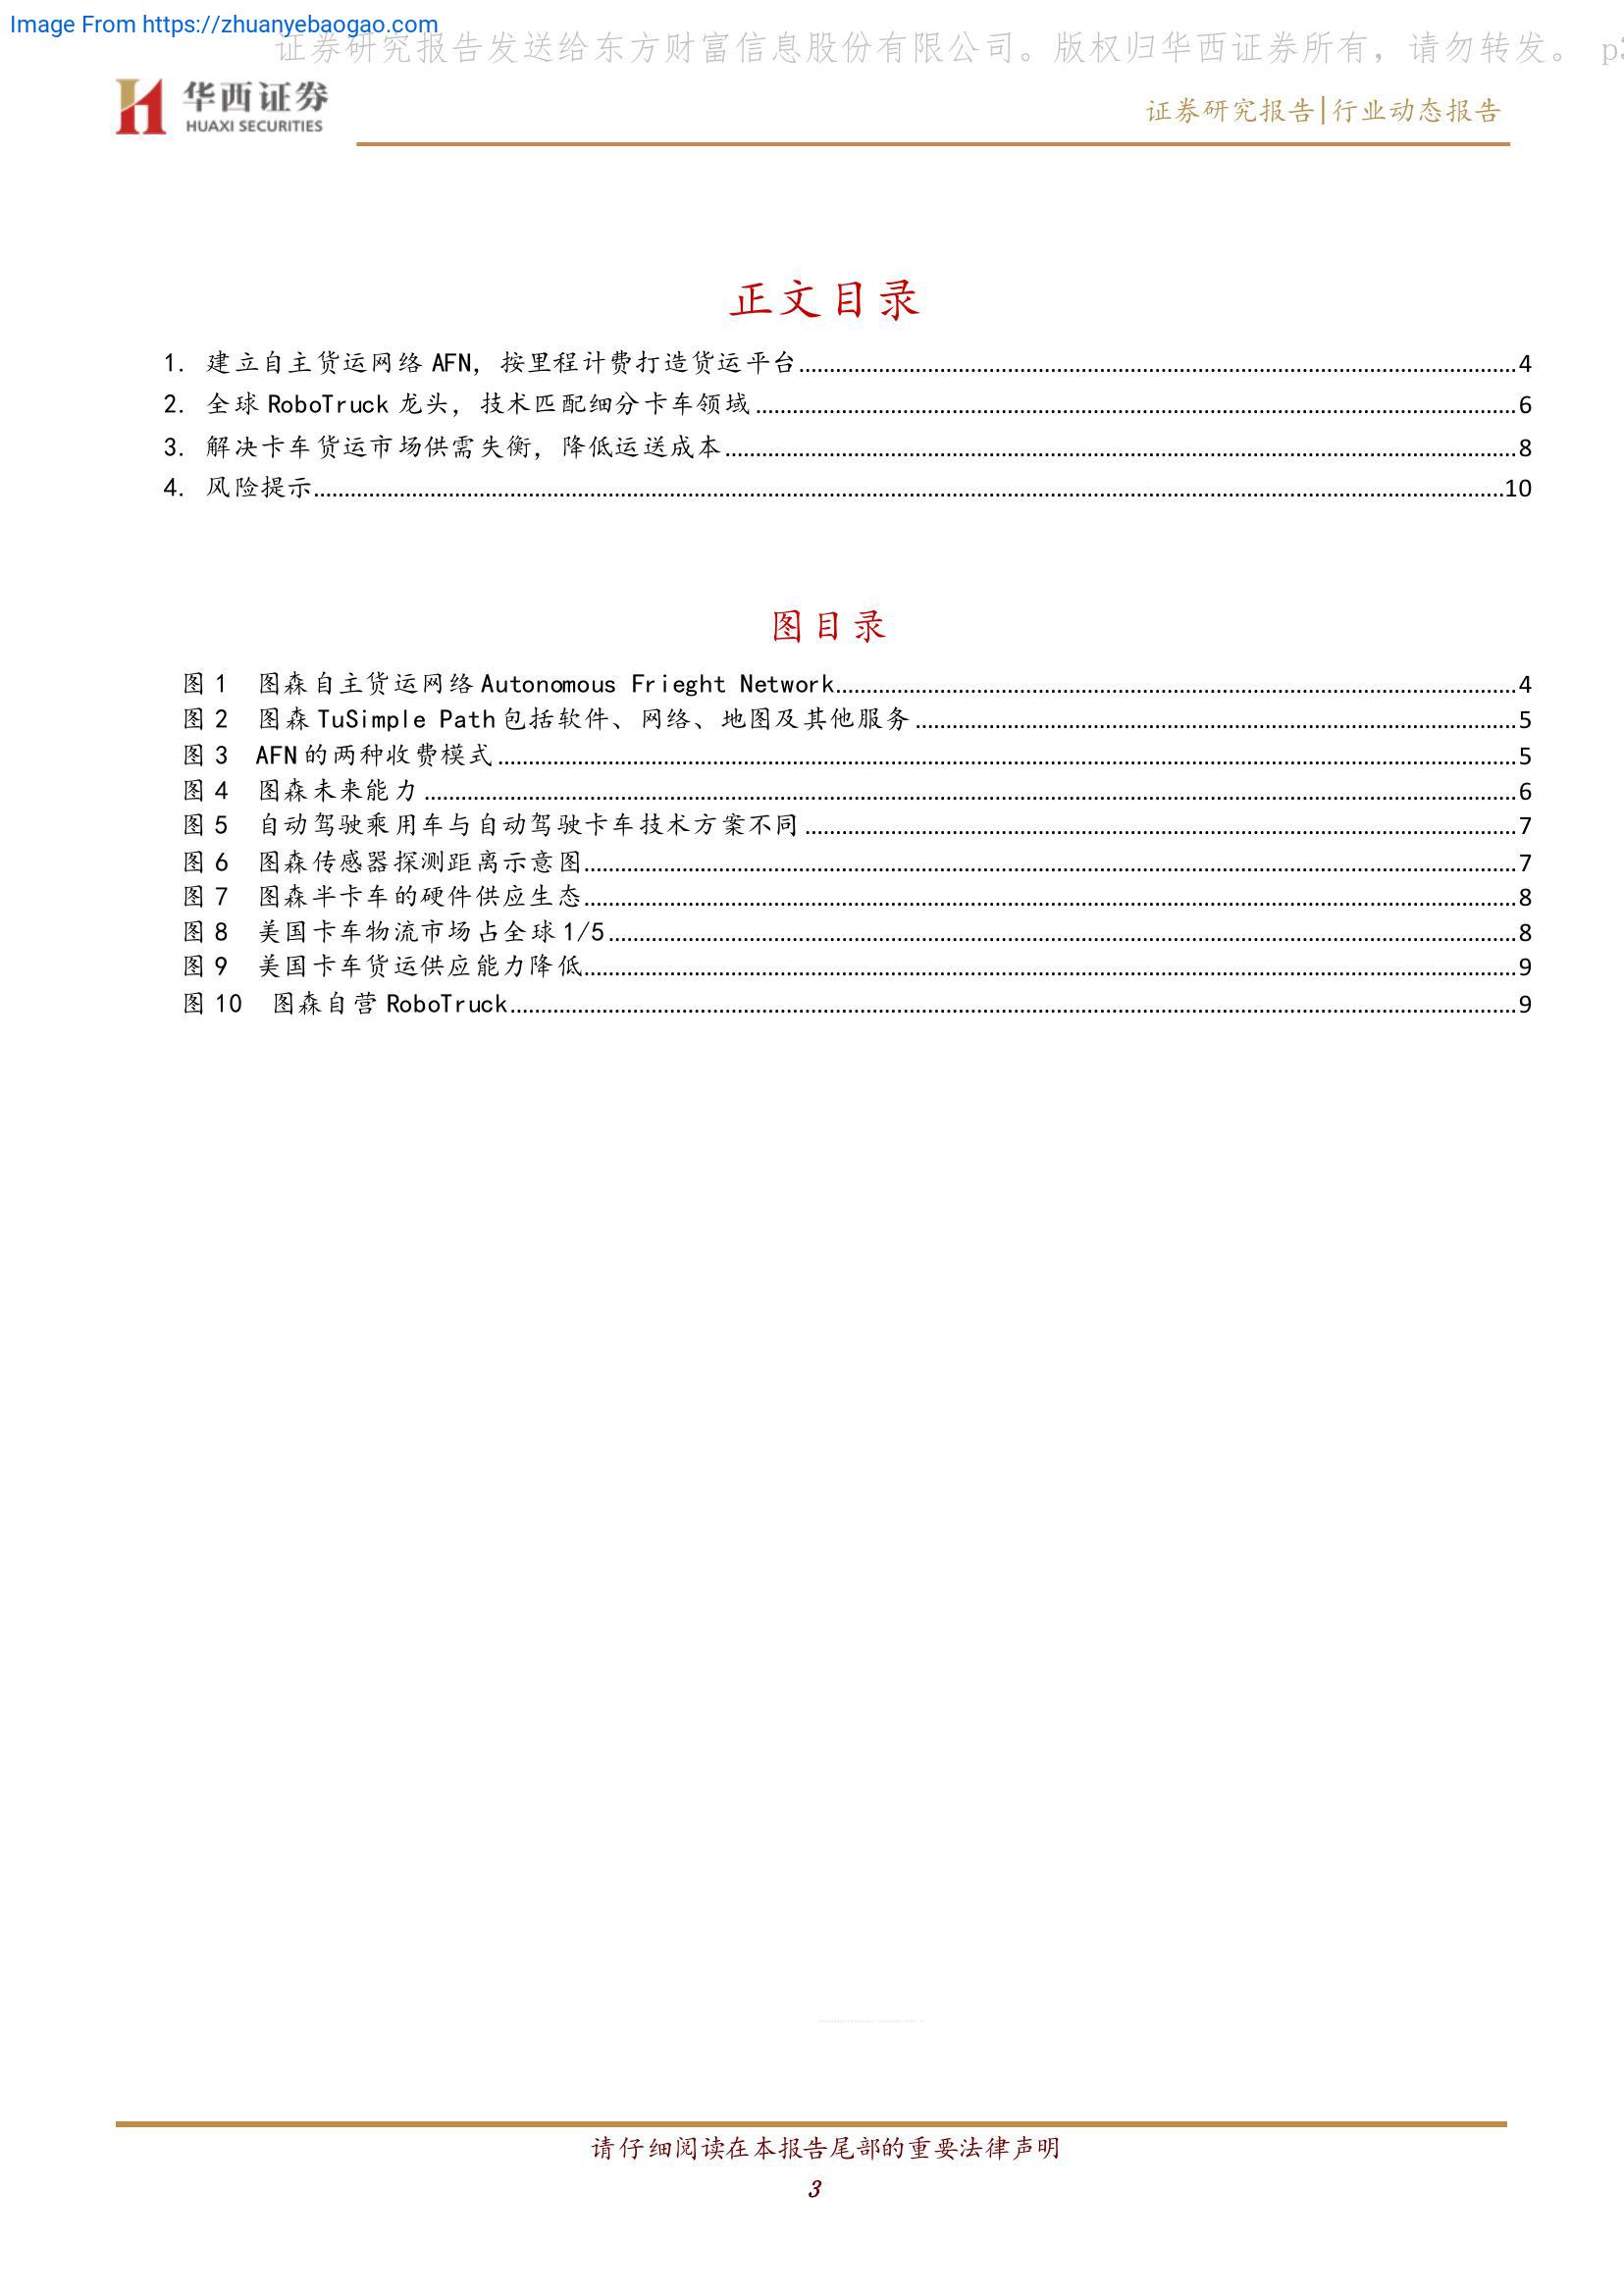 Image From https://zhuanyebaogao.com
证券研究报告发送给东方财富信息股份有限公司。版权归华西证券所有，请勿转发。 p3
华西证券
HUAXI SECURITIES
证券研究报告|行业动态报告
正文目录
1. 建立自主货运网络 AFN，按里程计费打造货运平台........4
2. 全球 RoboTruck 龙头，技术匹配细分卡车领域........6
3. 解决卡车货运市场供需失衡，降低运送成本........8
4. 风险提示........10
图目录
图 1 图森自主货运网络 Autonomous Frieght Network........4
图 2 图森 TuSimple Path 包括软件、网络、地图及其他服务........5
图 3 AFN 的两种收费模式........5
图 4 图森未来能力........6
图 5 自动驾驶乘用车与自动驾驶卡车技术方案不同........7
图 6 图森传感器探测距离示意图........7
图 7 图森半卡车的硬件供应生态........8
图 8 美国卡车物流市场占全球 1/5........8
图 9 美国卡车货运供应能力降低........9
图 10 图森自营 RoboTruck........9
请仔细阅读在本报告尾部的重要法律声明
3